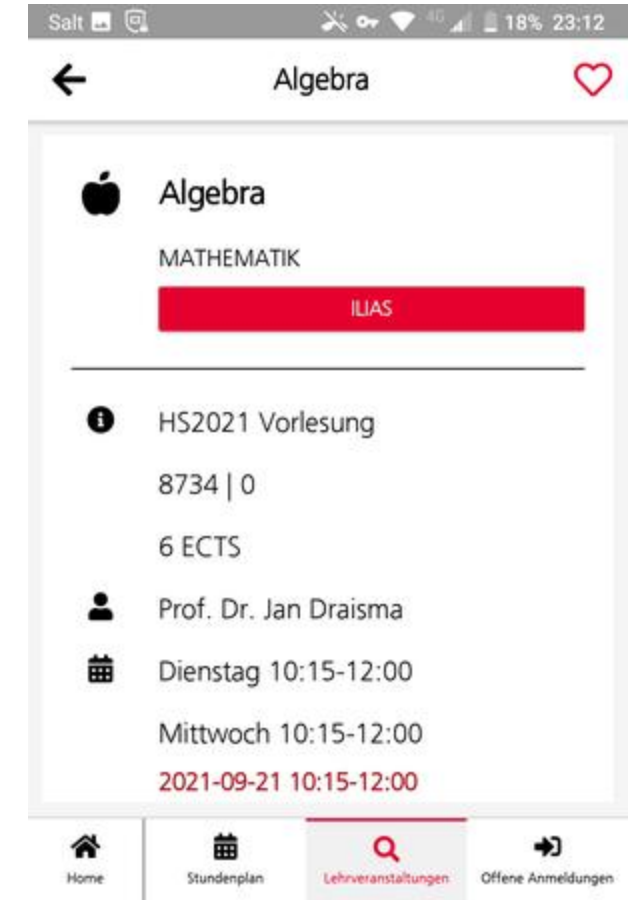 Salt 4G 18% 23:12
Algebra
Algebra
MATHEMATIK
ILIAS
HS2021 Vorlesung
8734 | 0
6 ECTS
Prof. Dr. Jan Draisma
Dienstag 10:15-12:00
Mittwoch 10:15-12:00
2021-09-21 10:15-12:00
Home Stundenplan Lehrveranstaltungen Offene Anmeldungen